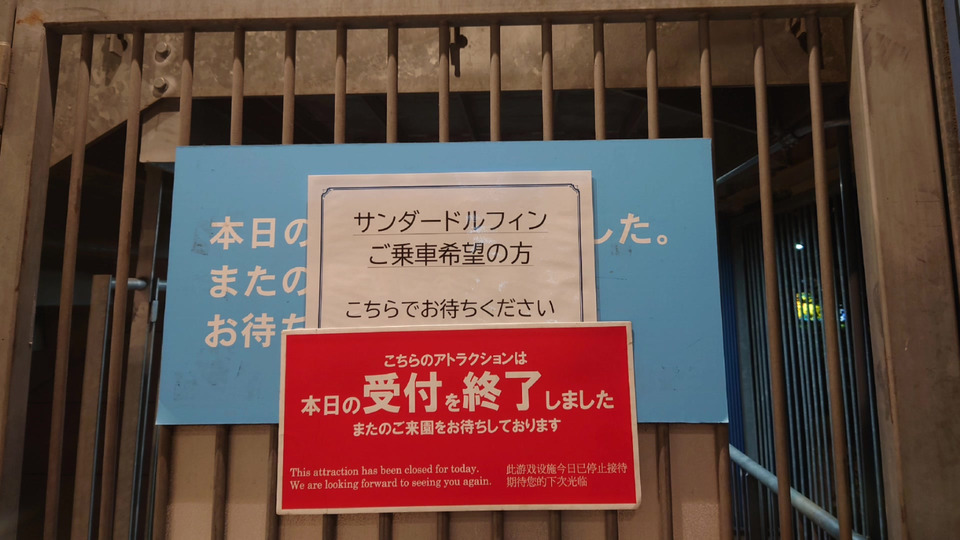 本日の
した。
またの
お待ち
サンダードルフィン
ご乗車希望の方
こちらでお待ちください
こちらのアトラクションは
本日の受付を終了しました
またのご来園をお待ちしております
This attraction has been closed for today.
We are looking forward to seeing you again.
此游戏设施今日已停止接待
期待您的下次光临